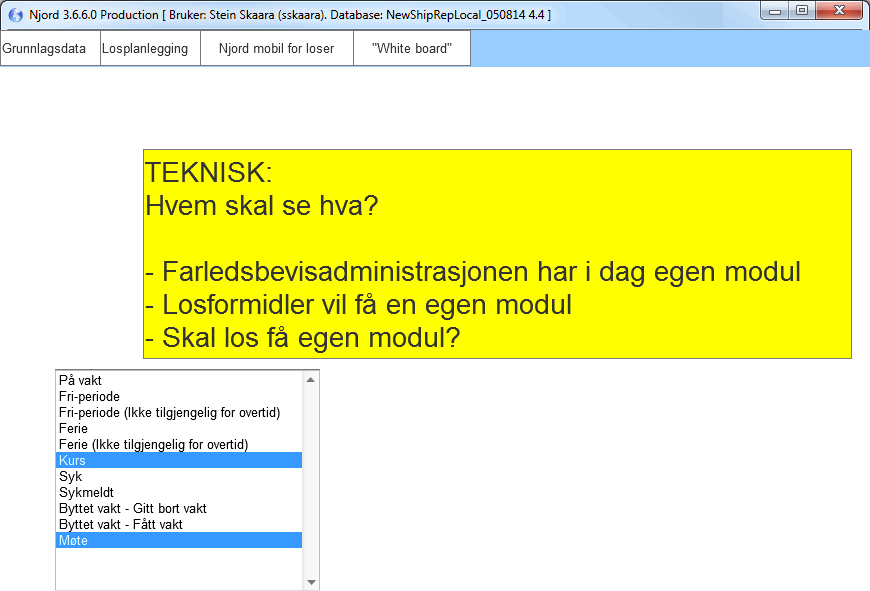 Njord 3.6.6.0 Production [ Bruker: Stein Skaara (sskaara). Database: NewShipRepLocal_050814 4.4 ]
Grunnlagsdata Losplanlegging Njord mobil for loser "White board"
TEKNISK:
Hvem skal se hva?
- Farledsbevisadministrasjonen har i dag egen modul
- Losformidler vil få en egen modul
- Skal los få egen modul?
På vakt
Fri-periode
Fri-periode (Ikke tilgjengelig for overtid)
Ferie
Ferie (Ikke tilgjengelig for overtid)
Kurs
Syk
Sykmeldt
Byttet vakt - Gitt bort vakt
Byttet vakt - Fått vakt
Møte